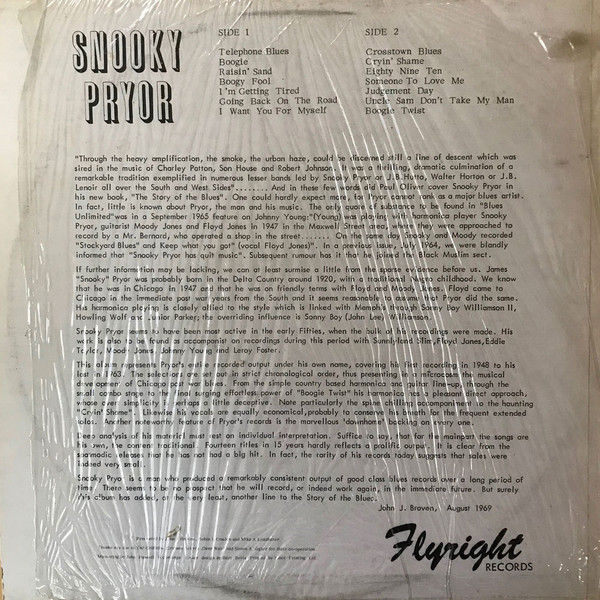 SNOOKY
PRYOR
SIDE 1
Telephone Blues
Boogie
Raisin' Sand
Boogy Fool
I'm Getting Tired
Going Back On The Road
I Want You For Myself
SIDE 2
Crosstown Blues
Cryin' Shame
Eighty Nine Ten
Someone To Love Me
Judgement Day
Uncle Sam Don't Take My Man
Boogie Twist
"Through the heavy amplification, the smoke, the urban haze, could be discerned still a line of descent which was
sired in the music of Charley Patton, Son House and Robert Johnson. It was a thrilling, dramatic culmination of a
remarkable tradition exemplified in numerous lesser bands led by Snooky Pryor or J.B.Hutto, Walter Horton or J.B.
Lenoir all over the South and West Sides"........ And in these few words did Paul Oliver cover Snooky Pryor in
his new book, "The Story of the Blues". One could hardly expect more, for they cannot rank as a major blues artist.
In fact, little is known about Pryor, the man and his music. The only source of substance to be found in "Blues
Unlimited"was in a September 1965 feature on Johnny Young:"(Young) was playing with harmonica player Snooky
Pryor, guitarist Moody Jones and Floyd Jones in 1947 in the Maxwell Street area, where they were approached to
record by a Mr. Bernard, who operated a shop in the street....... On the same day Snooky and Moody recorded
"Stockyard Blues" and Keep what you got" (vocal Floyd Jones)". In a previous issue, July 1964, we were blandly
informed that "Snooky Pryor has quit music". Subsequent rumour has it that he joined the Black Muslim sect.
If further information may be lacking, we can at least surmise a little from the sparse evidence before us. James
"Snooky" Pryor was probably born in the Delta Country around 1920, with a traditional Negro childhood. We know
that he was in Chicago in 1947 and that he was on friendly terms with Floyd and Moody Jones. Floyd came to
Chicago in the immediate post war years from the South and it seems reasonable to assume that Pryor did the same.
His harmonica playing is closely allied to the style which is linked with Memphis through Sonny Boy Williamson II,
Howling Wolf and Junior Parker; the overriding influence is Sonny Boy (John Lee) Williamson.
Snooky Pryor seems to have been most active in the early Fifties, when the bulk of his recordings were made. His
work is also to be found as accompanist on recordings during this period with Sunnyland Slim, Floyd Jones, Eddie
Taylor, Moody Jones, Johnny Young and Leroy Foster.
This album represents Pryor's entire recorded output under his own name, covering his first recording in 1948 to his
last in 1963. The selections are set out in strict chronological order, thus presenting in microcosm the musical
development of Chicago post war blues. From the simple country based harmonica and guitar line-up, through the
small combo stage to the final surging effortless power of "Boogie Twist" his harmonica has a pleasant direct approach,
whose very simplicity is perhaps a little deceptive. Note particularly the spine chilling accompaniment to the haunting
"Cryin' Shame". Likewise his vocals are equally economical, probably to conserve breath for the frequent extended
solos. Another noteworthy feature of Pryor's records is the marvellous 'downhome' backing on every one.
Deep analysis of his material must rest on individual interpretation. Suffice to say, that for the main part the songs are
his own, the content traditional. Fourteen titles in 15 years hardly reflects a prolific output. It is clear from the
sporadic releases that he has not had a big hit. In fact, the rarity of his records today suggests that sales were
indeed very small.
Snooky Pryor is a man who produced a remarkably consistent output of good class blues records over a long period of
time. There seems to be no prospect that he will record, or indeed work again, in the immediate future. But surely
this album has added, at the very least, another line to the Story of the Blues.
John J. Broven, August 1969
Flyright
RECORDS